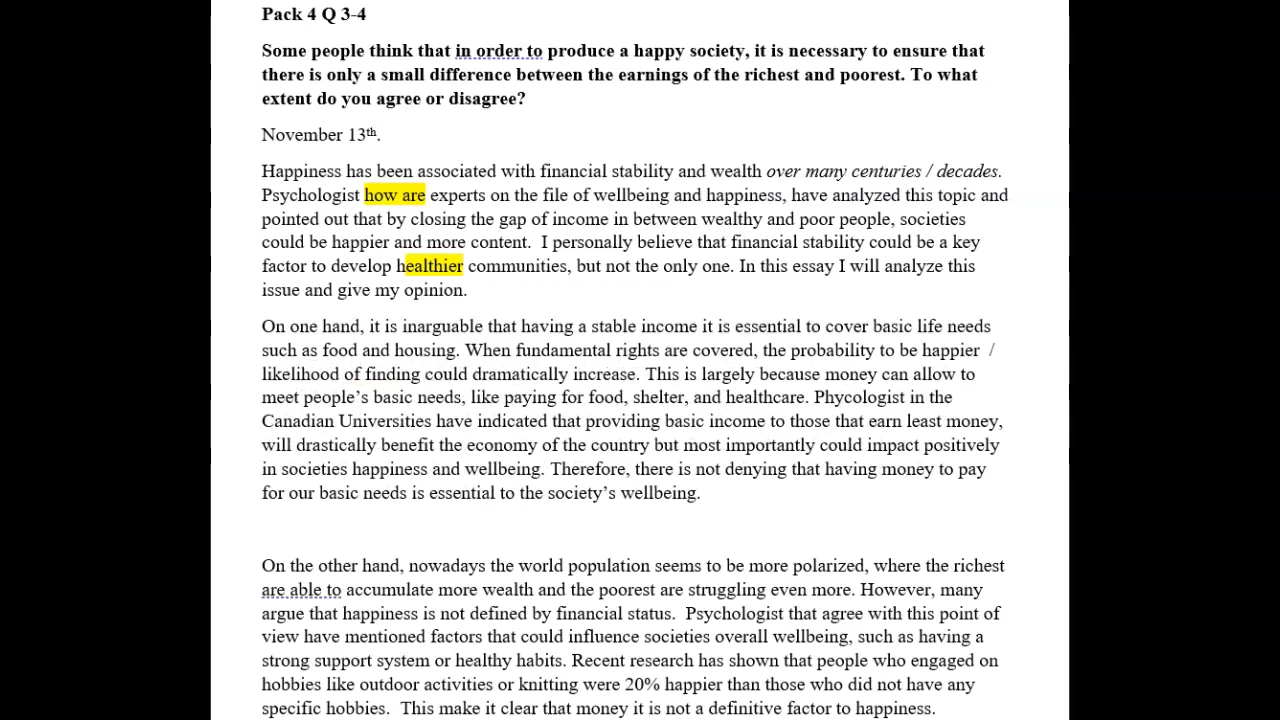 Pack 4 Q 3-4
Some people think that in order to produce a happy society, it is necessary to ensure that
there is only a small difference between the earnings of the richest and poorest. To what
extent do you agree or disagree?
November 13th.
Happiness has been associated with financial stability and wealth over many centuries / decades.
Psychologist how are experts on the file of wellbeing and happiness, have analyzed this topic and
pointed out that by closing the gap of income in between wealthy and poor people, societies
could be happier and more content.  I personally believe that financial stability could be a key
factor to develop healthier communities, but not the only one. In this essay I will analyze this
issue and give my opinion.
On one hand, it is inarguable that having a stable income it is essential to cover basic life needs
such as food and housing. When fundamental rights are covered, the probability to be happier  /
likelihood of finding could dramatically increase. This is largely because money can allow to
meet people’s basic needs, like paying for food, shelter, and healthcare. Phycologist in the
Canadian Universities have indicated that providing basic income to those that earn least money,
will drastically benefit the economy of the country but most importantly could impact positively
in societies happiness and wellbeing. Therefore, there is not denying that having money to pay
for our basic needs is essential to the society’s wellbeing.
On the other hand, nowadays the world population seems to be more polarized, where the richest
are able to accumulate more wealth and the poorest are struggling even more. However, many
argue that happiness is not defined by financial status.  Psychologist that agree with this point of
view have mentioned factors that could influence societies overall wellbeing, such as having a
strong support system or healthy habits. Recent research has shown that people who engaged on
hobbies like outdoor activities or knitting were 20% happier than those who did not have any
specific hobbies.  This make it clear that money it is not a definitive factor to happiness.